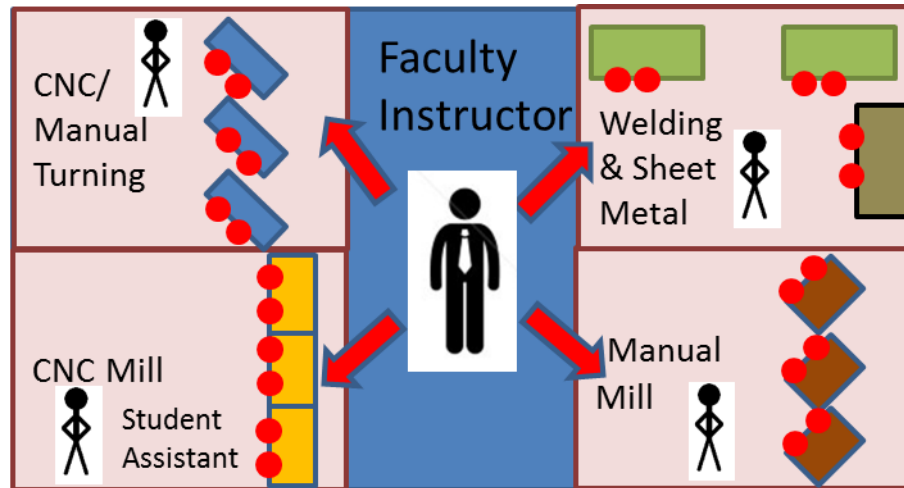 CNC/
Manual
Turning
Faculty
Instructor
Welding
& Sheet
Metal
CNC Mill
Student
Assistant
Manual
Mill